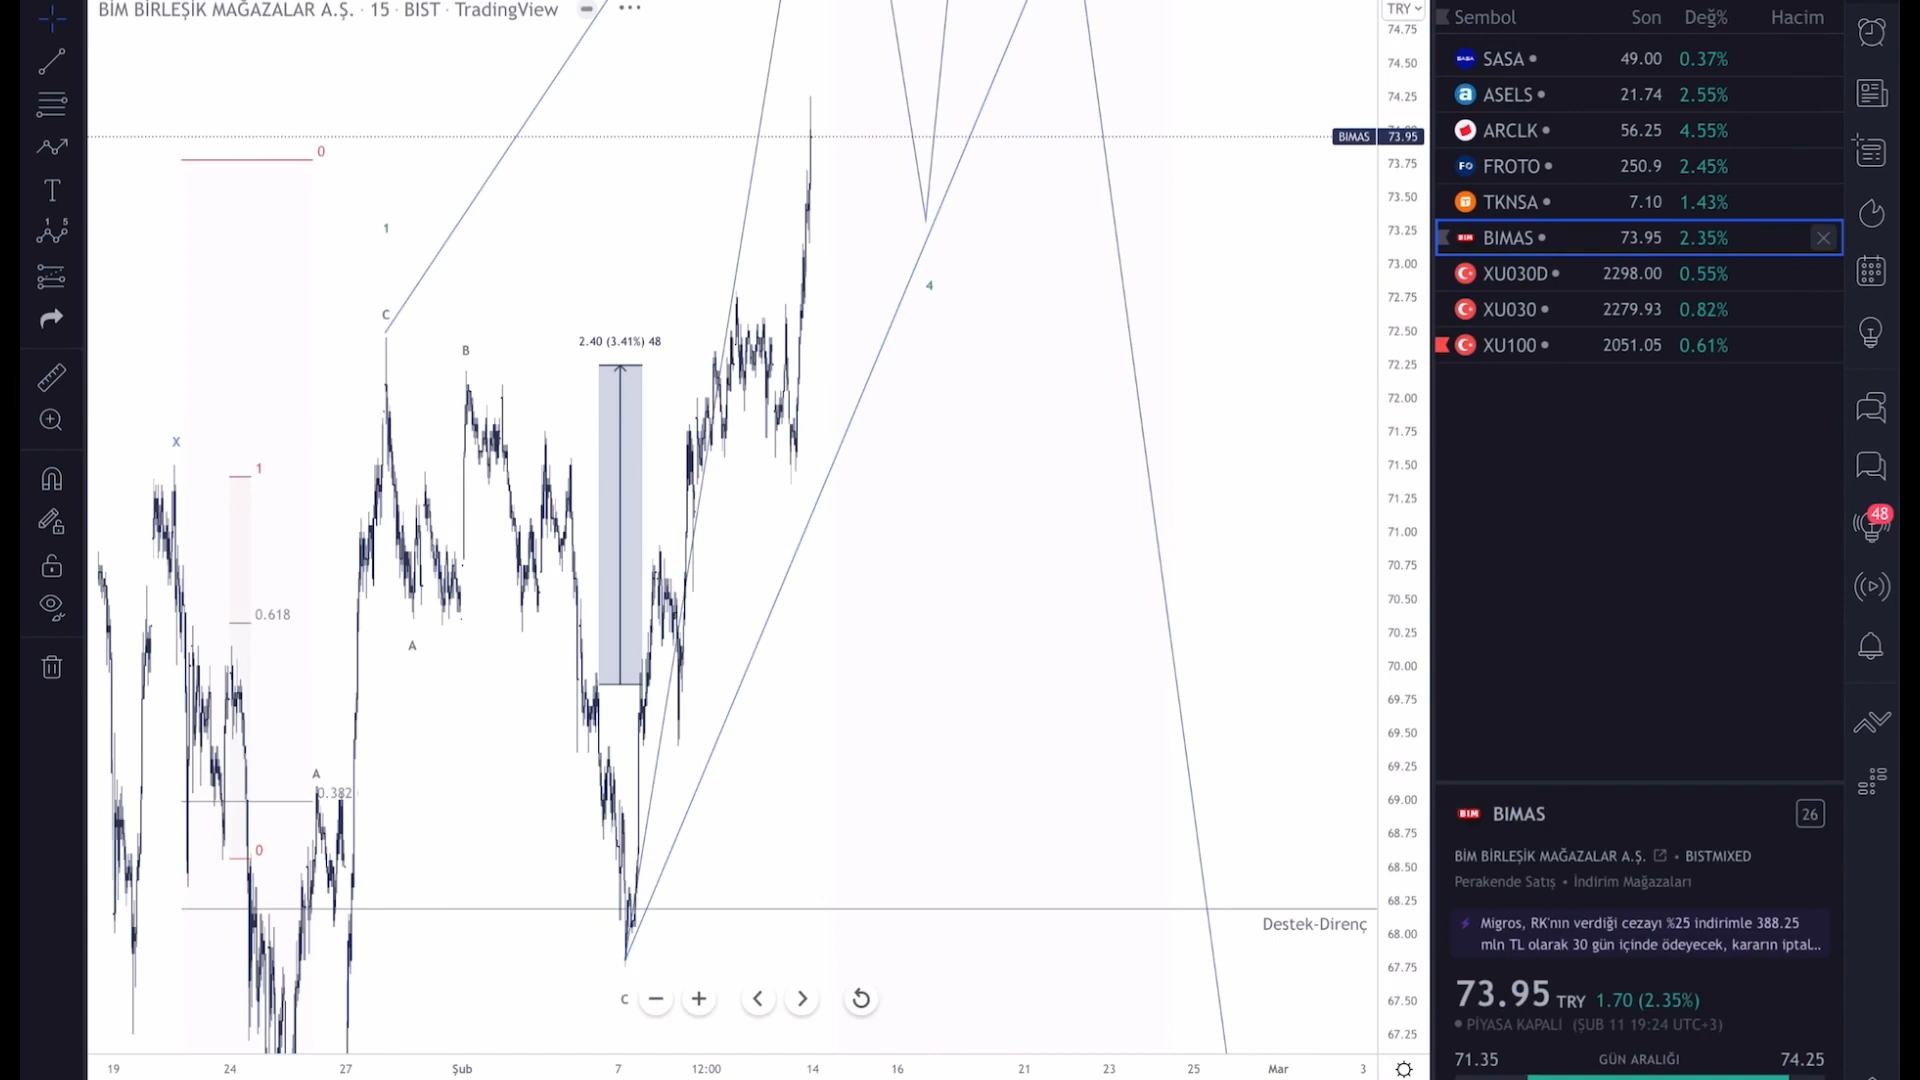 BİM BİRLEŞİK MAĞAZALAR A.Ş. · 15 · BIST · TradingView
TRY
74.75
74.50
74.25
BIMAS 73.95
73.75
73.50
73.25
73.00
72.75
72.50
72.25
72.00
71.75
71.50
71.25
71.00
70.75
70.50
70.25
70.00
69.75
69.50
69.25
69.00
68.75
68.50
68.25
68.00
67.75
67.50
67.25
0
1
C
B
2.40 (3.41%) 48
4
X
1
0.618
A
A
0.382
0
Destek-Direnç
C
19 24 27 Şub 7 12:00 14 16 21 23 25 Mar 3
Sembol Son Değ% Hacim
SASA 49.00 0.37%
ASELS 21.74 2.55%
ARCLK 56.25 4.55%
FROTO 250.9 2.45%
TKNSA 7.10 1.43%
BIMAS 73.95 2.35%
XU030D 2298.00 0.55%
XU030 2279.93 0.82%
XU100 2051.05 0.61%
48
BIMAS 26
BİM BİRLEŞİK MAĞAZALAR A.Ş. • BISTMIXED
Perakende Satış • İndirim Mağazaları
Migros, RK'nın verdiği cezayı %25 indirimle 388.25
mln TL olarak 30 gün içinde ödeyecek, kararın iptal...
73.95 TRY 1.70 (2.35%)
PİYASA KAPALI (ŞUB 11 19:24 UTC+3)
71.35 GÜN ARALIĞI 74.25